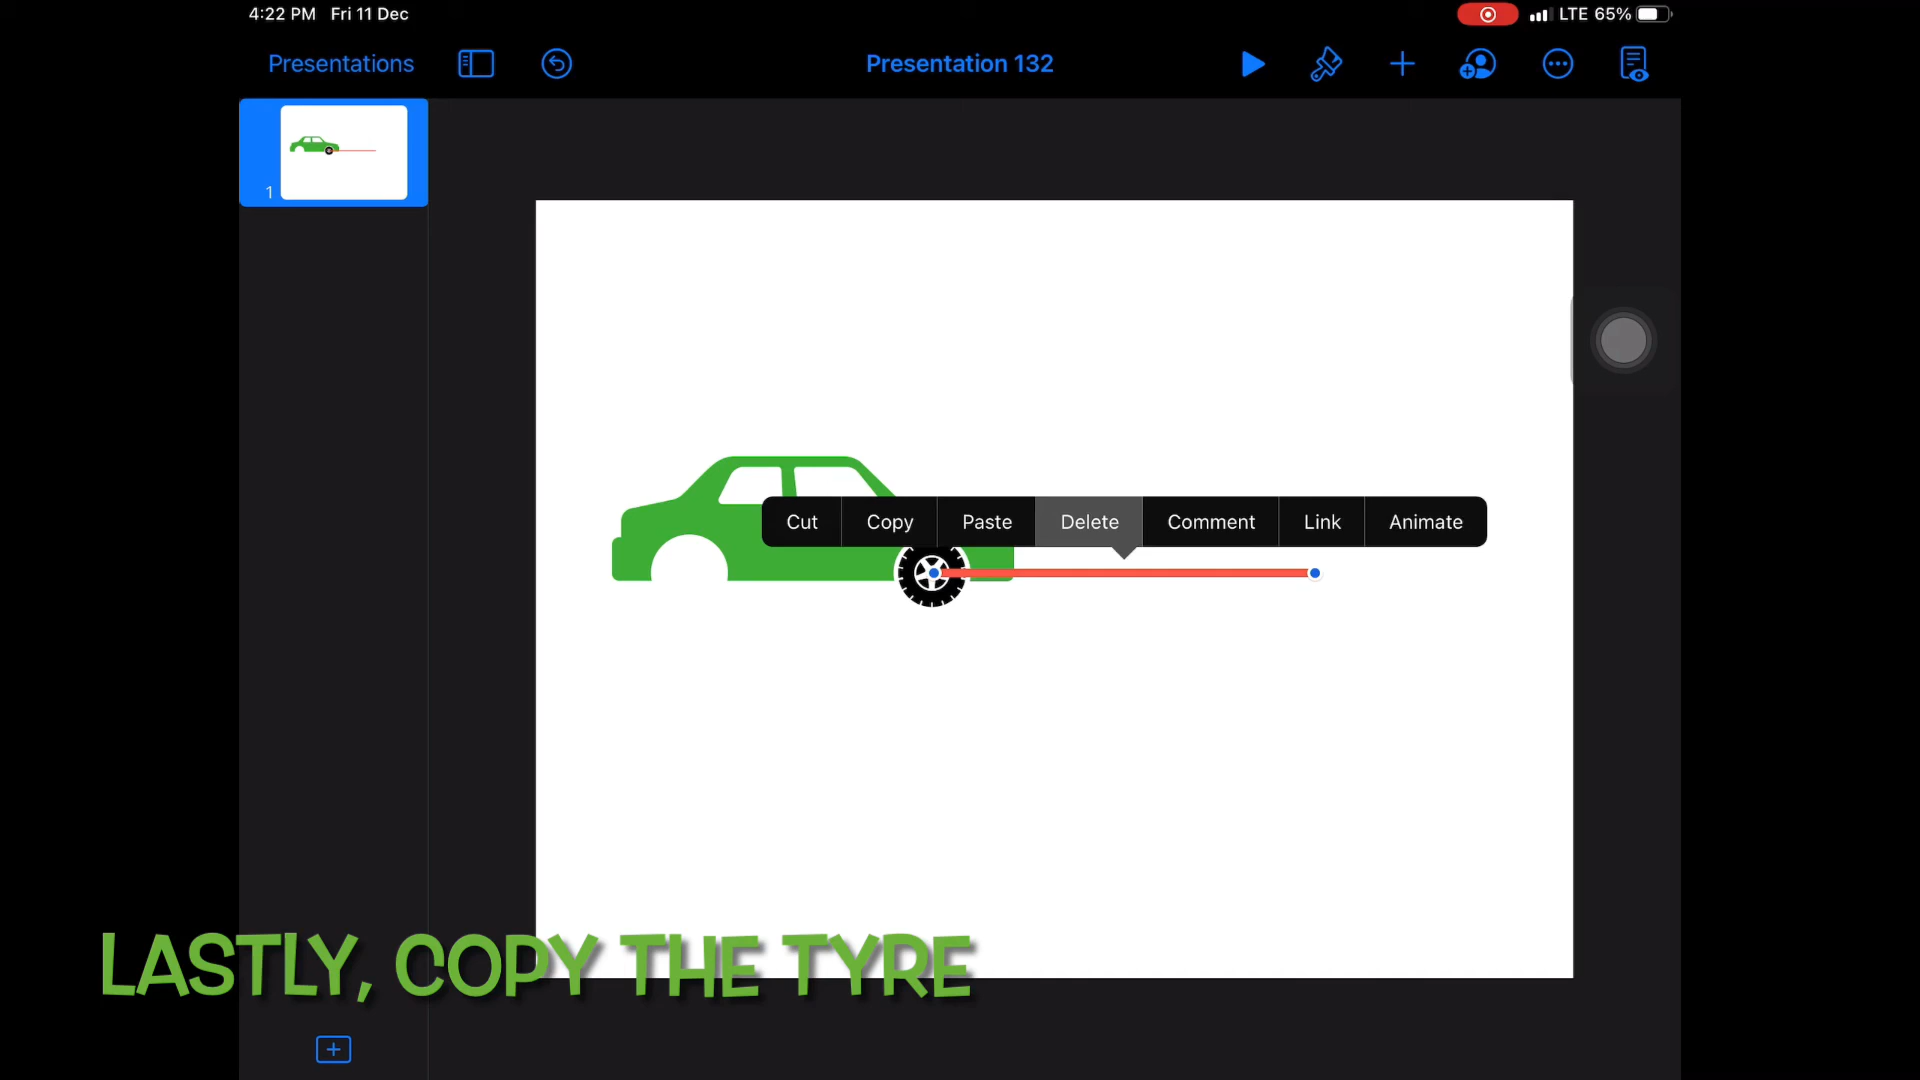 4:22 PM Fri 11 Dec
LTE 65%
Presentations
Presentation 132
1
Cut Copy Paste Delete Comment Link Animate
LASTLY, COPY THE TYRE